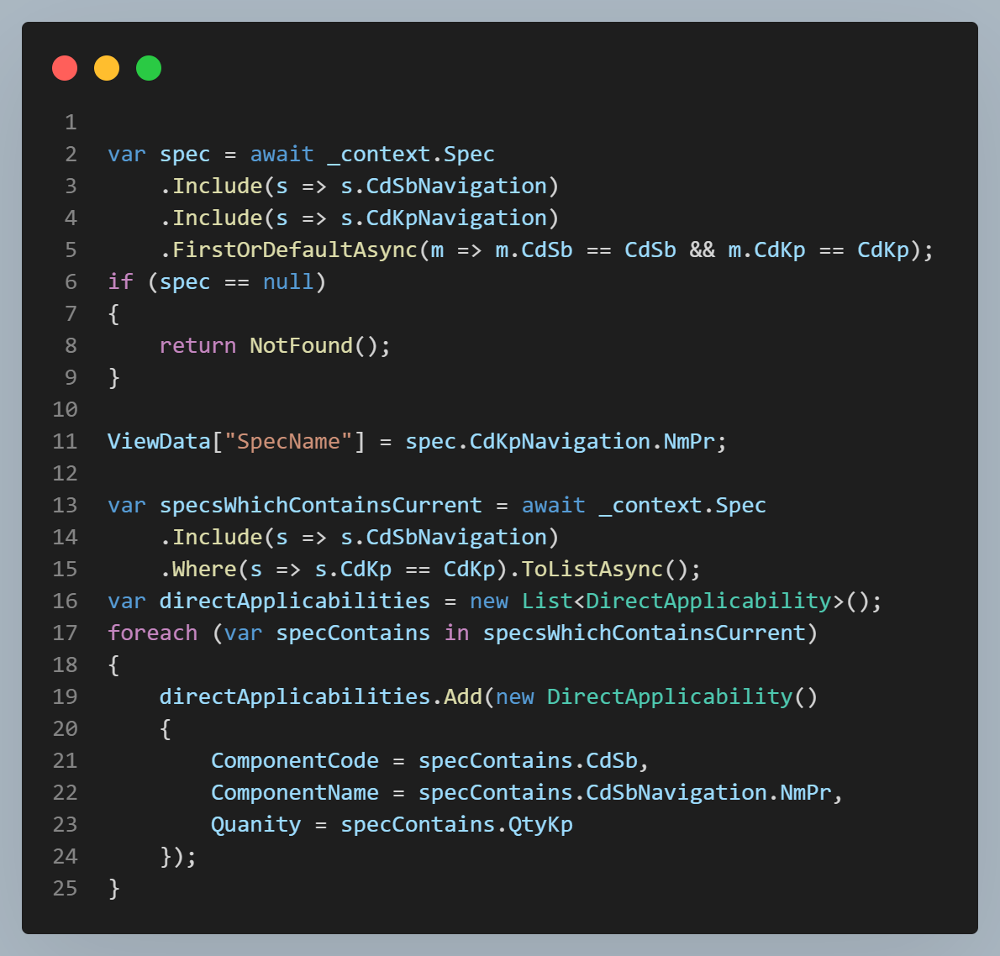 1
2 var spec = await _context.Spec
3     .Include(s => s.CdSbNavigation)
4     .Include(s => s.CdKpNavigation)
5     .FirstOrDefaultAsync(m => m.CdSb == CdSb && m.CdKp == CdKp);
6 if (spec == null)
7 {
8     return NotFound();
9 }
10
11 ViewData["SpecName"] = spec.CdKpNavigation.NmPr;
12
13 var specsWhichContainsCurrent = await _context.Spec
14     .Include(s => s.CdSbNavigation)
15     .Where(s => s.CdKp == CdKp).ToListAsync();
16 var directApplicabilities = new List<DirectApplicability>();
17 foreach (var specContains in specsWhichContainsCurrent)
18 {
19     directApplicabilities.Add(new DirectApplicability()
20     {
21         ComponentCode = specContains.CdSb,
22         ComponentName = specContains.CdSbNavigation.NmPr,
23         Quanity = specContains.QtyKp
24     });
25 }